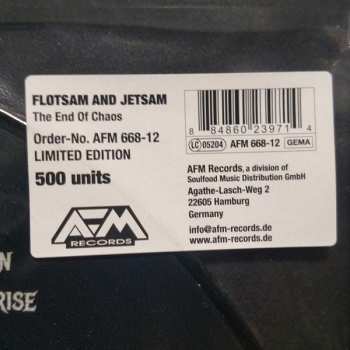 FLOTSAM AND JETSAM
The End Of Chaos
Order-No. AFM 668-12
LIMITED EDITION
500 units
AFM
RECORDS
8 84860 23971 4
LC 05204 AFM 668-12 GEMA
AFM Records, a division of
Soulfood Music Distribution GmbH
Agathe-Lasch-Weg 2
22605 Hamburg
Germany
info@afm-records.de
www.afm-records.de
N
RISE